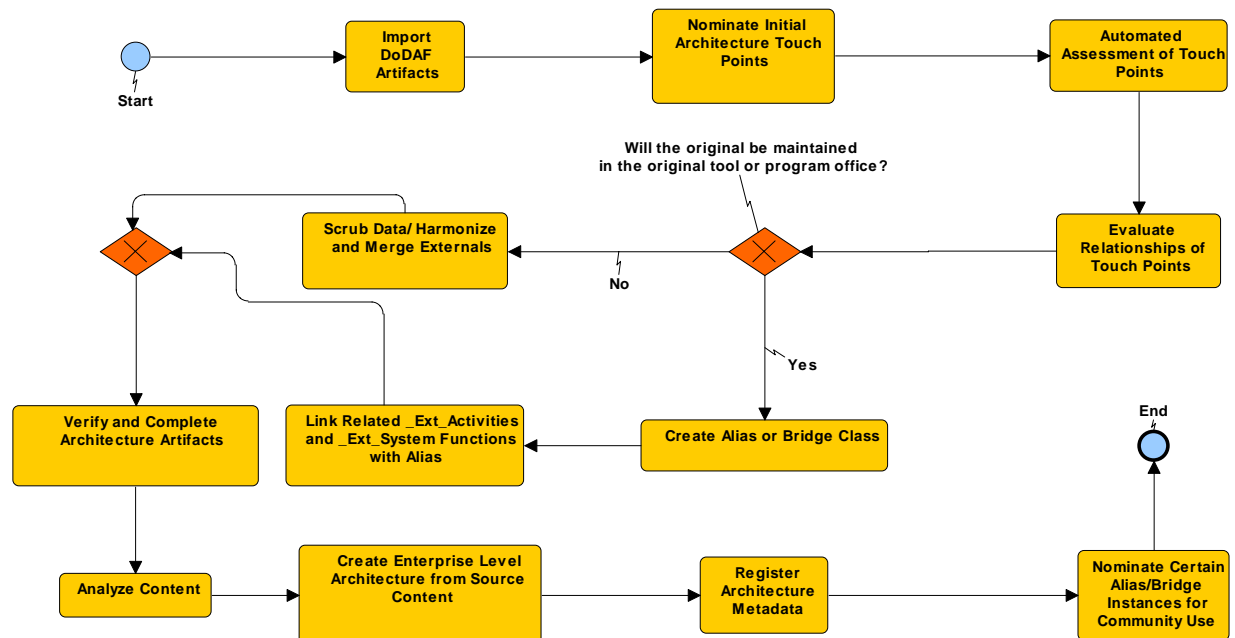 Import
DoDAF
Artifacts
Nominate Initial
Architecture Touch
Points
Automated
Assessment of Touch
Points
Start
Will the original be maintained
in the original tool or program office?
Scrub Data/ Harmonize
and Merge Externals
Evaluate
Relationships of
Touch Points
No
Yes
Verify and Complete
Architecture Artifacts
Link Related _Ext_Activities
and _Ext_System Functions
with Alias
Create Alias or Bridge Class
End
Analyze Content
Create Enterprise Level
Architecture from Source
Content
Register
Architecture
Metadata
Nominate Certain
Alias/Bridge
Instances for
Community Use